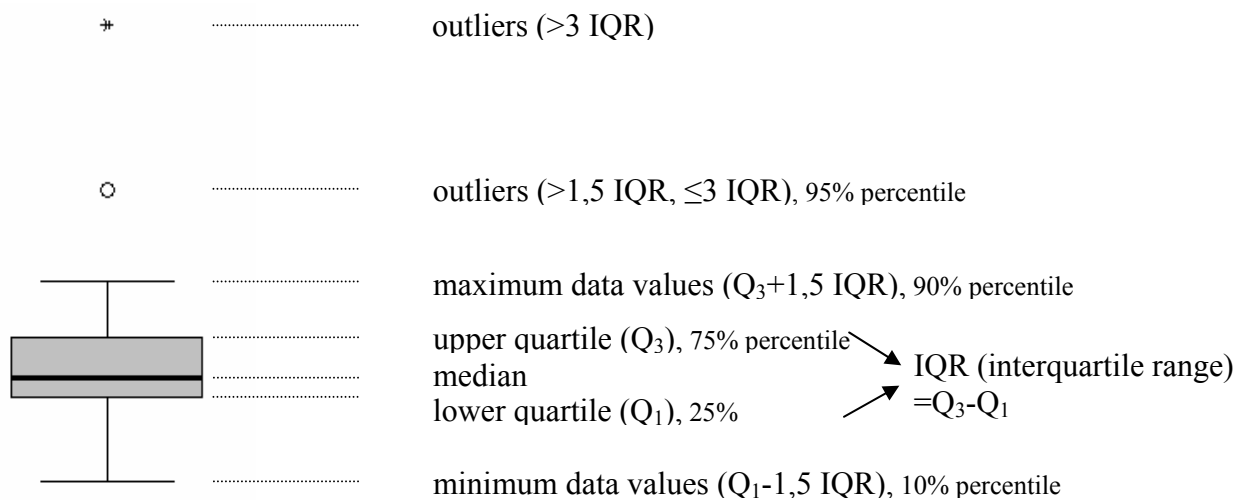 outliers (>3 IQR)
outliers (>1,5 IQR, ≤3 IQR), 95% percentile
maximum data values (Q₃+1,5 IQR), 90% percentile
upper quartile (Q₃), 75% percentile
median
lower quartile (Q₁), 25%
IQR (interquartile range)
=Q₃-Q₁
minimum data values (Q₁-1,5 IQR), 10% percentile